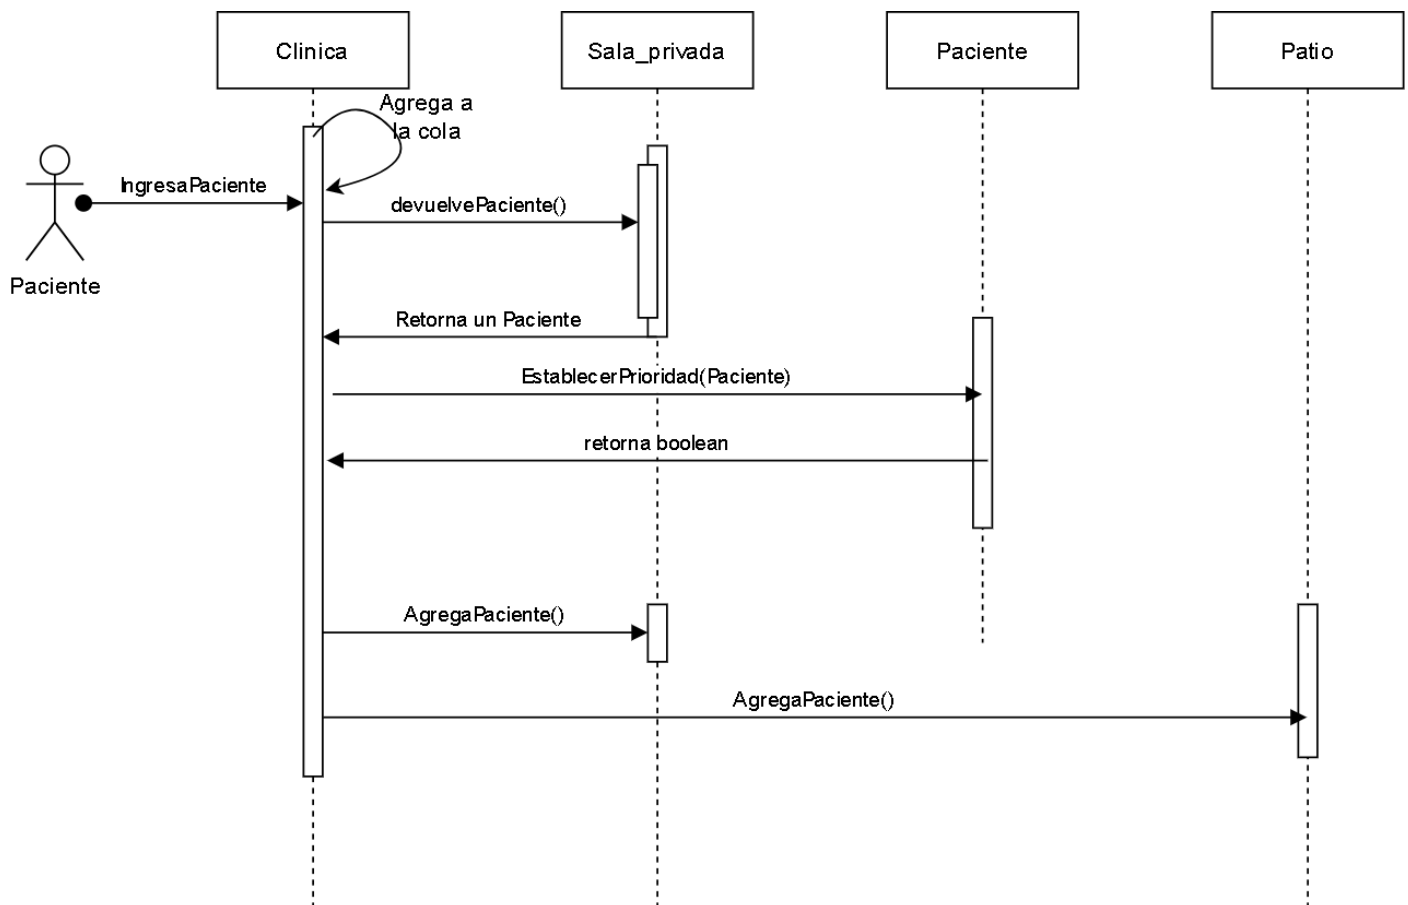 Clinica
Sala_privada
Paciente
Patio
Agrega a
la cola
IngresaPaciente
devuelvePaciente()
Paciente
Retorna un Paciente
EstablecerPrioridad(Paciente)
retorna boolean
AgregaPaciente()
AgregaPaciente()